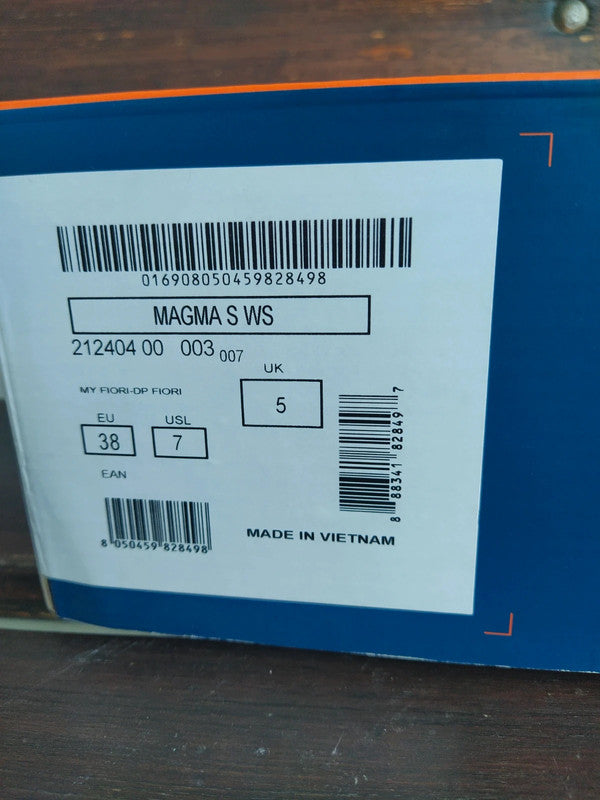 016908050459828498
MAGMA S WS
212404 00 003 007
UK
5
MY FIORI-DP FIORI
EU
USL
38
7
EAN
8 050459 828498
8 88341 82849 7
MADE IN VIETNAM